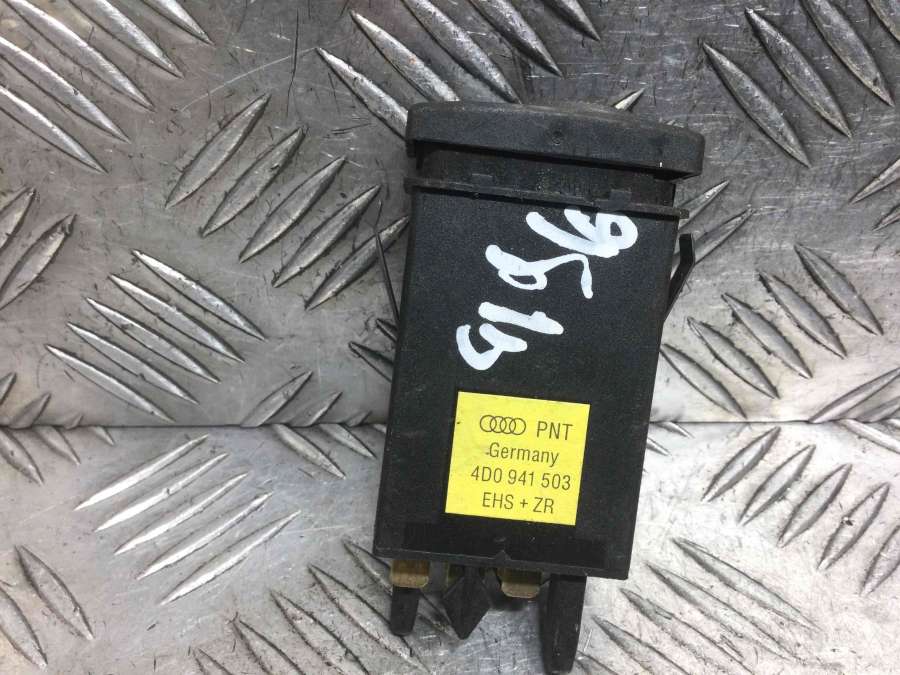 PNT
Germany
4D0 941 503
EHS + ZR